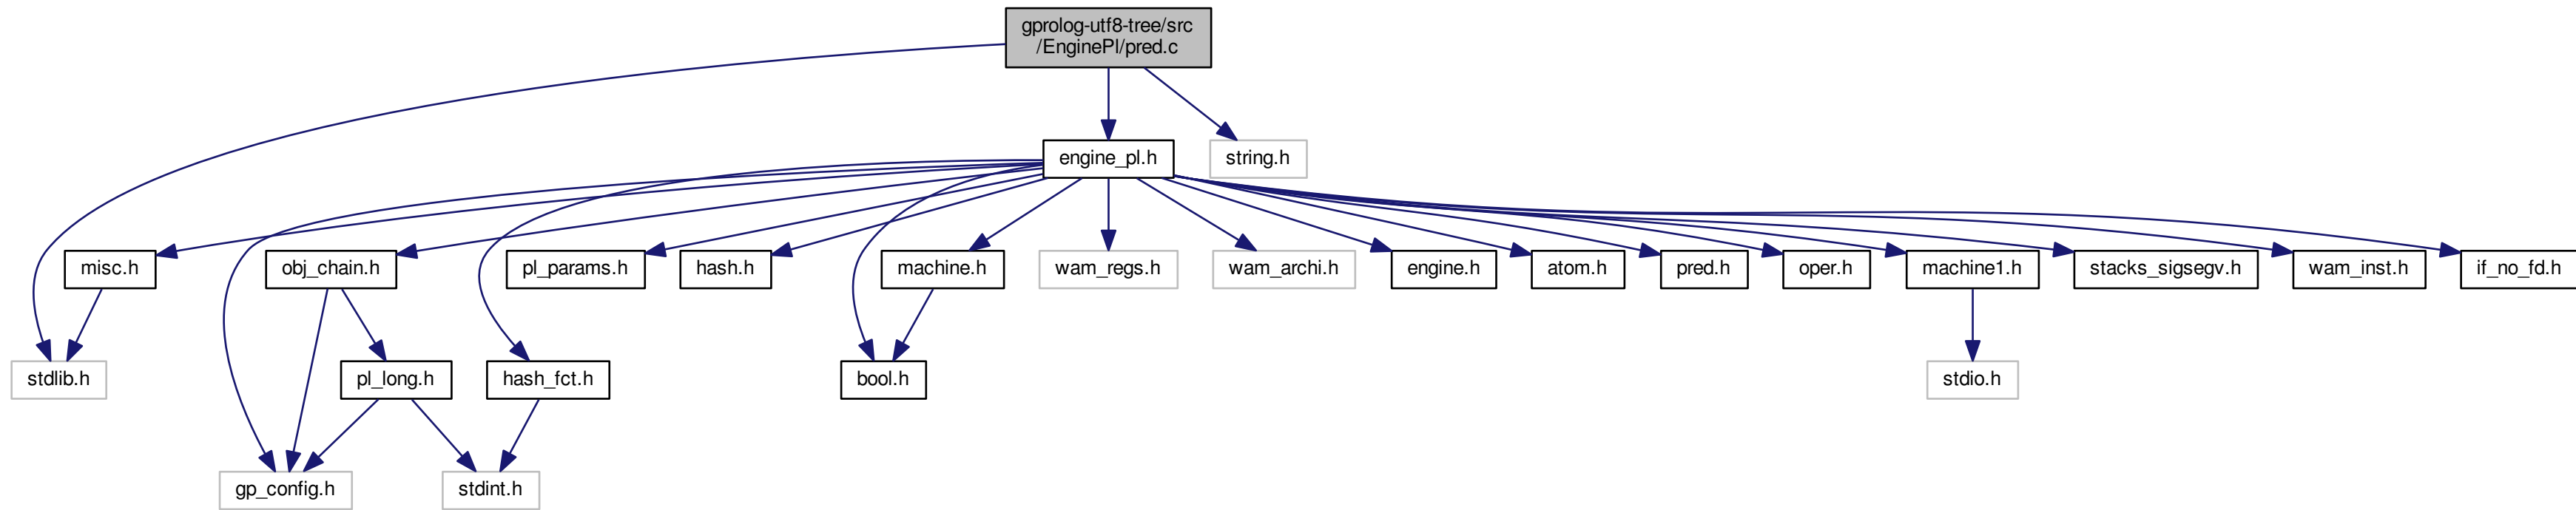 gprolog-utf8-tree/src
/EnginePl/pred.c
engine_pl.h
string.h
misc.h
obj_chain.h
pl_params.h
hash.h
machine.h
wam_regs.h
wam_archi.h
engine.h
atom.h
pred.h
oper.h
machine1.h
stacks_sigsegv.h
wam_inst.h
if_no_fd.h
stdlib.h
pl_long.h
hash_fct.h
bool.h
stdio.h
gp_config.h
stdint.h